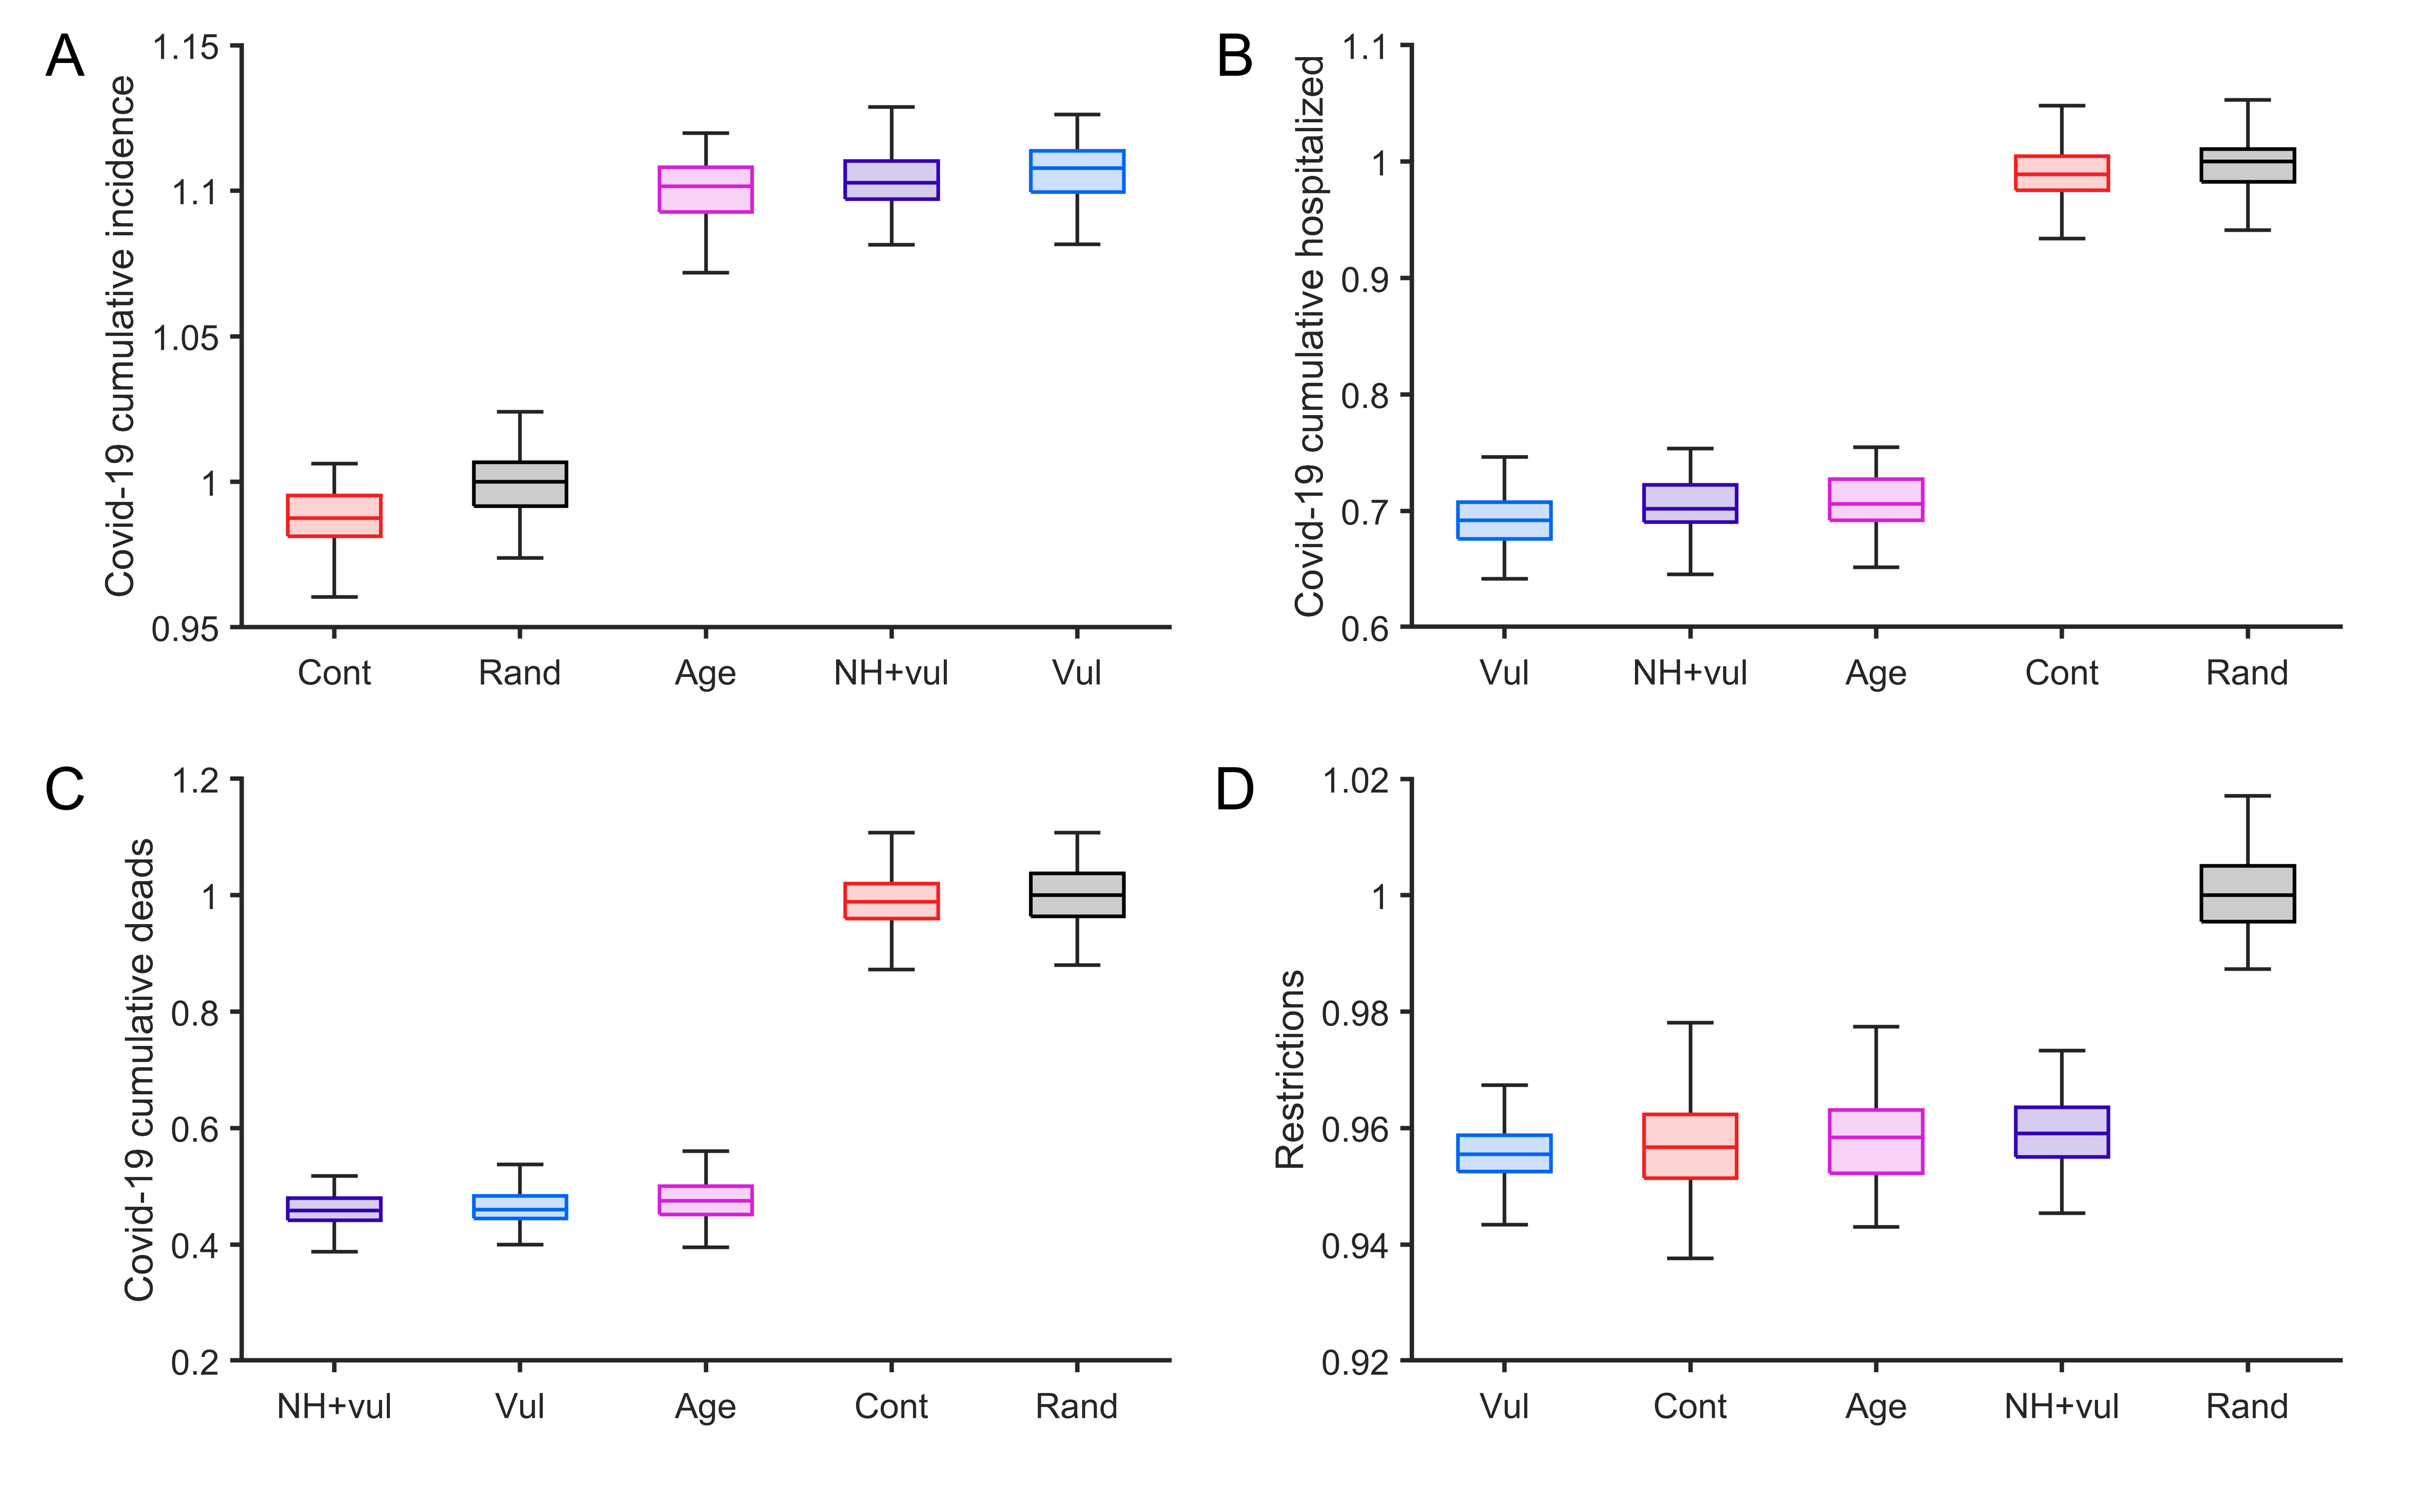 A
Covid-19 cumulative incidence
1.15
1.1
1.05
1
0.95
Cont Rand Age NH+vul Vul
B
Covid-19 cumulative hospitalized
1.1
1
0.9
0.8
0.7
0.6
Vul NH+vul Age Cont Rand
C
Covid-19 cumulative deads
1.2
1
0.8
0.6
0.4
0.2
NH+vul Vul Age Cont Rand
D
Restrictions
1.02
1
0.98
0.96
0.94
0.92
Vul Cont Age NH+vul Rand